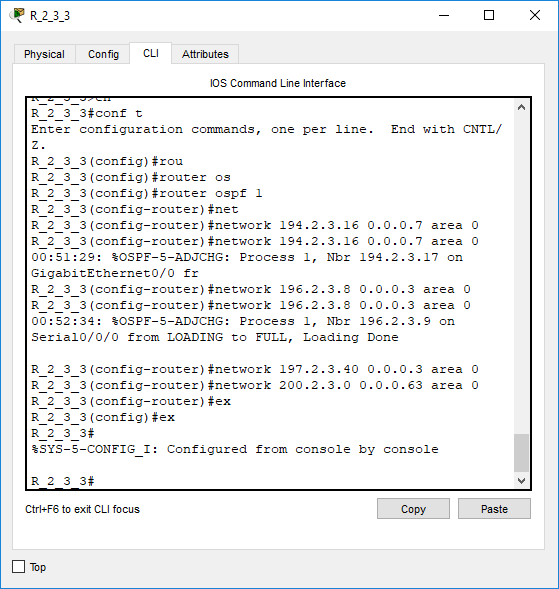 R_2_3_3
Physical Config CLI Attributes
IOS Command Line Interface
R_2_3_3>en
R_2_3_3#conf t
Enter configuration commands, one per line.  End with CNTL/
Z.
R_2_3_3(config)#rou
R_2_3_3(config)#router os
R_2_3_3(config)#router ospf 1
R_2_3_3(config-router)#net
R_2_3_3(config-router)#network 194.2.3.16 0.0.0.7 area 0
R_2_3_3(config-router)#network 194.2.3.16 0.0.0.7 area 0
00:51:29: %OSPF-5-ADJCHG: Process 1, Nbr 194.2.3.17 on
GigabitEthernet0/0 fr
R_2_3_3(config-router)#network 196.2.3.8 0.0.0.3 area 0
R_2_3_3(config-router)#network 196.2.3.8 0.0.0.3 area 0
00:52:34: %OSPF-5-ADJCHG: Process 1, Nbr 196.2.3.9 on
Serial0/0/0 from LOADING to FULL, Loading Done
R_2_3_3(config-router)#network 197.2.3.40 0.0.0.3 area 0
R_2_3_3(config-router)#network 200.2.3.0 0.0.0.63 area 0
R_2_3_3(config-router)#ex
R_2_3_3(config)#ex
R_2_3_3#
%SYS-5-CONFIG_I: Configured from console by console
R_2_3_3#
Ctrl+F6 to exit CLI focus
Copy Paste
Top